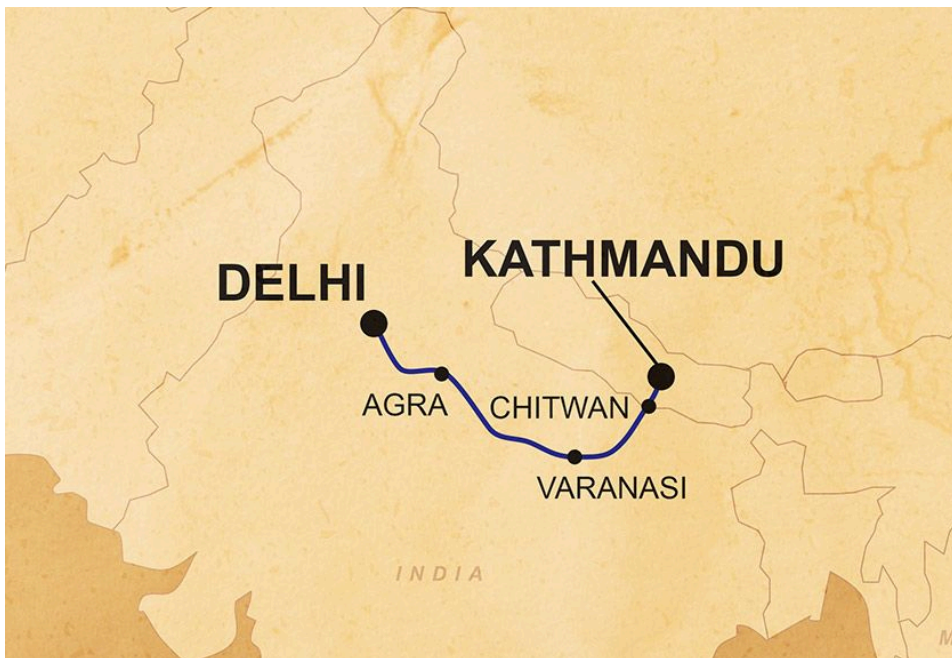 KATHMANDU
DELHI
AGRA
CHITWAN
VARANASI
INDIA
M